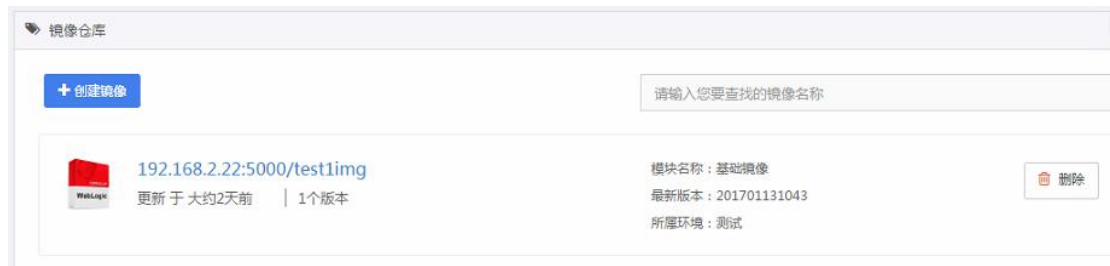 镜像仓库
创建镜像
请输入您要查找的镜像名称
192.168.2.22:5000/test1img
更新 于 大约2天前 | 1个版本
模块名称：基础镜像
最新版本：201701131043
所属环境：测试
删除
WebLogic